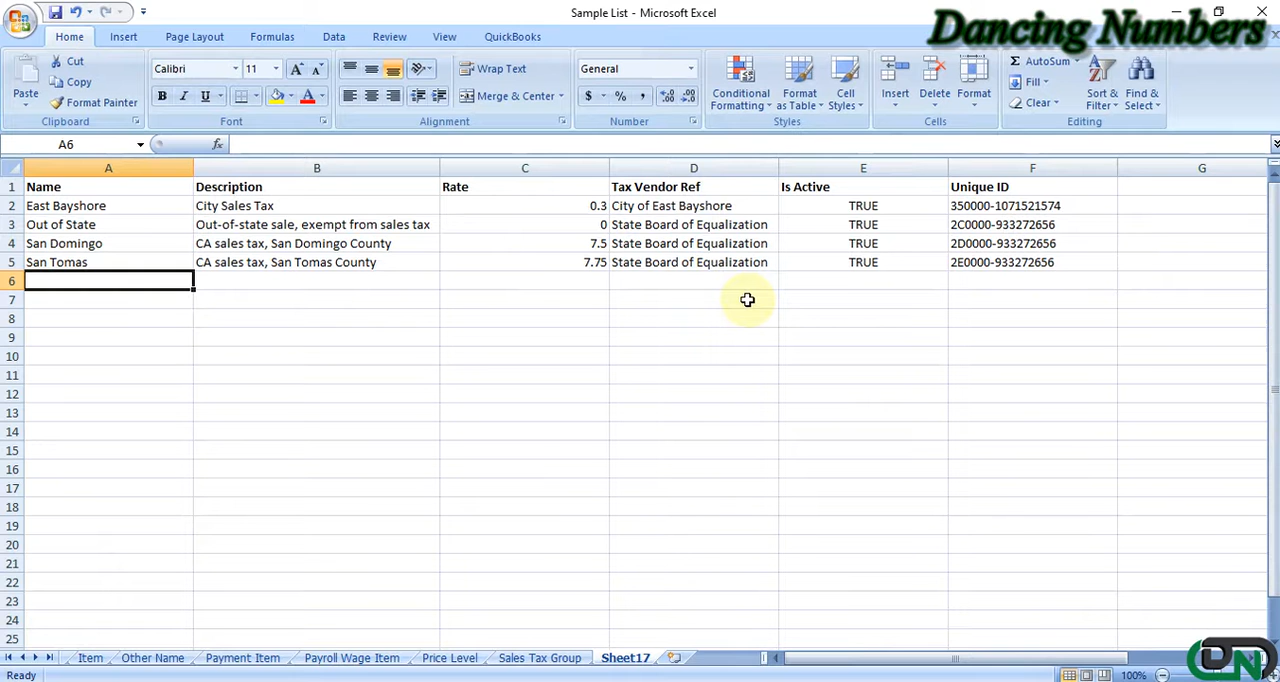 Sample List - Microsoft Excel
Dancing Numbers
Home Insert Page Layout Formulas Data Review View QuickBooks
Paste
Cut
Copy
Format Painter
Clipboard
Calibri 11 A A
B I U A
Font
Wrap Text
Merge & Center
Alignment
General
$ % , .0 .00 .00 .0
Number
Conditional Formatting
Format as Table
Cell Styles
Styles
Insert Delete Format
Cells
Σ AutoSum
Fill
Clear
Sort & Filter
Find & Select
Editing
A6 fx
A B C D E F G
1 Name Description Rate Tax Vendor Ref Is Active Unique ID
2 East Bayshore City Sales Tax 0.3 City of East Bayshore TRUE 350000-1071521574
3 Out of State Out-of-state sale, exempt from sales tax 0 State Board of Equalization TRUE 2C0000-933272656
4 San Domingo CA sales tax, San Domingo County 7.5 State Board of Equalization TRUE 2D0000-933272656
5 San Tomas CA sales tax, San Tomas County 7.75 State Board of Equalization TRUE 2E0000-933272656
6
7
8
9
10
11
12
13
14
15
16
17
18
19
20
21
22
23
24
25
Item Other Name Payment Item Payroll Wage Item Price Level Sales Tax Group Sheet17
Ready 100%
DN